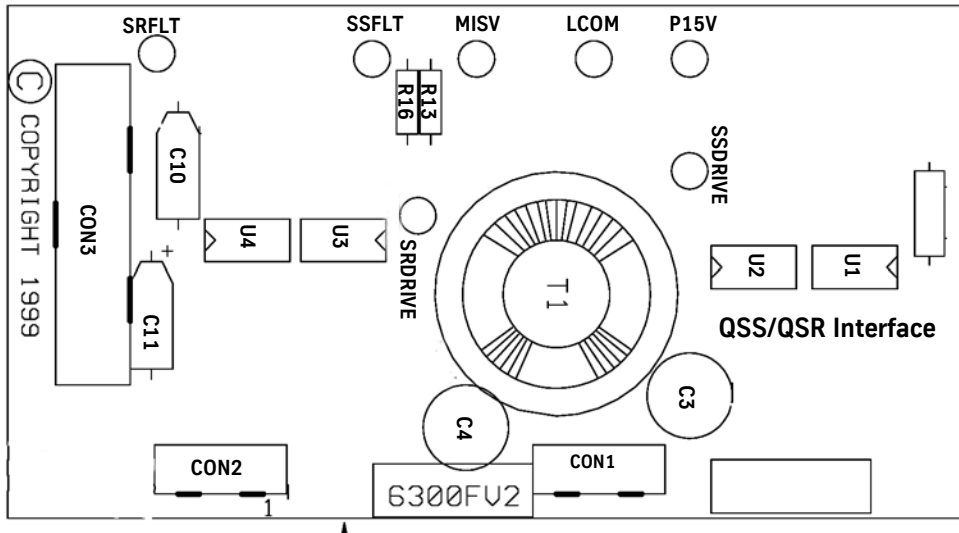 SRFLT
SSFLT
MISV
LCOM
P15V
© COPYRIGHT 1999
R16
R13
C10
SSDRIVE
CON3
U4
U3
SRDRIVE
+
T1
U2
U1
C11
QSS/QSR Interface
C3
C4
CON2
1
6300FV2
CON1